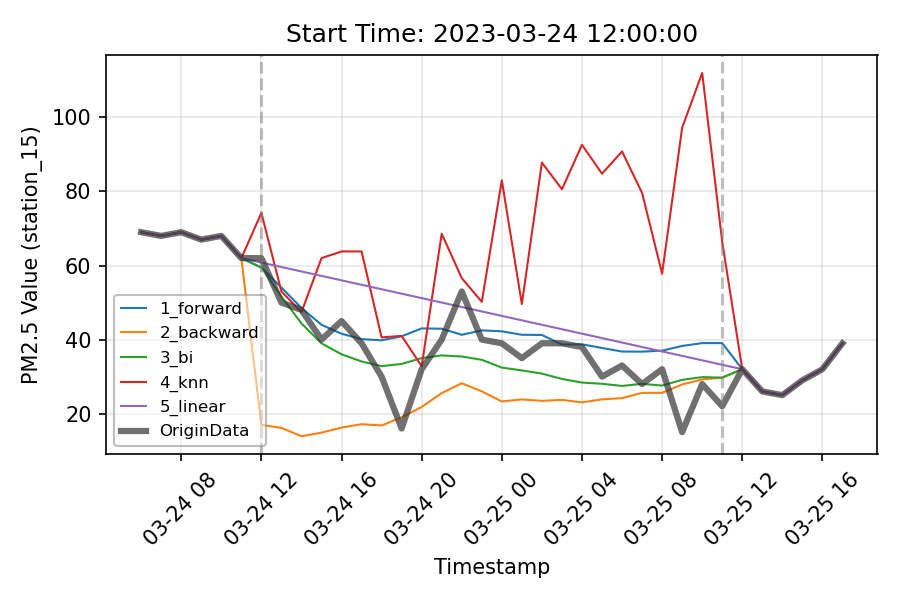 Start Time: 2023-03-24 12:00:00
PM2.5 Value (station_15)
100
80
60
40
20
1_forward
2_backward
3_bi
4_knn
5_linear
OriginData
03-24 08
03-24 12
03-24 16
03-24 20
03-25 00
03-25 04
03-25 08
03-25 12
03-25 16
Timestamp